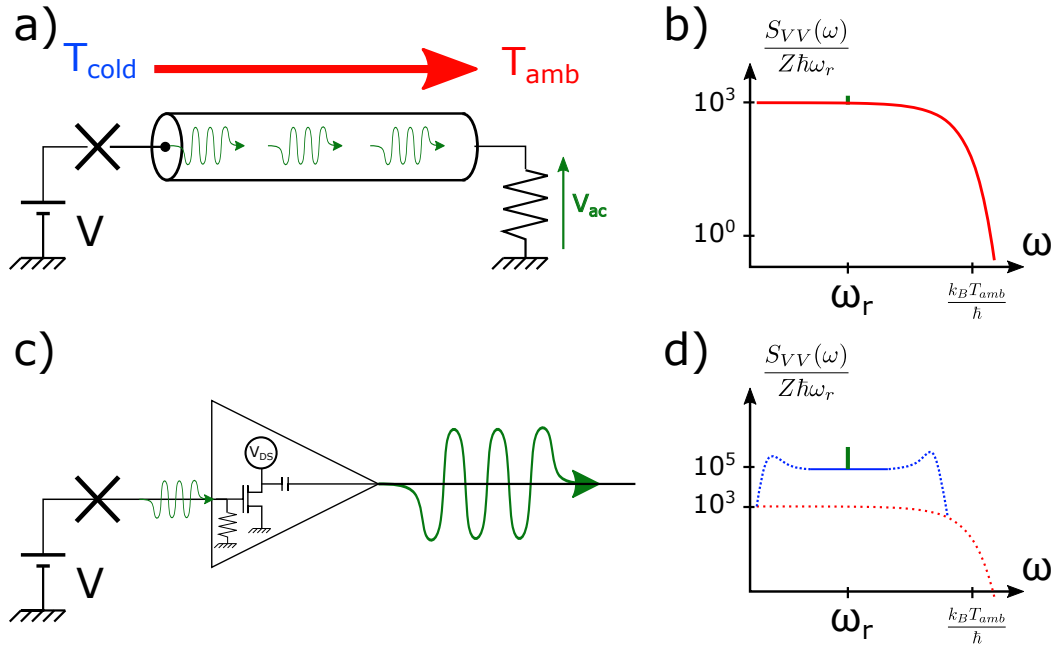 a)
T_cold
T_amb
V
v_ac
b)
S_VV(ω)
Zℏω_r
10^3
10^0
ω
ω_r
k_B T_amb
ℏ
c)
V
V_DS
d)
S_VV(ω)
Zℏω_r
10^5
10^3
ω
ω_r
k_B T_amb
ℏ